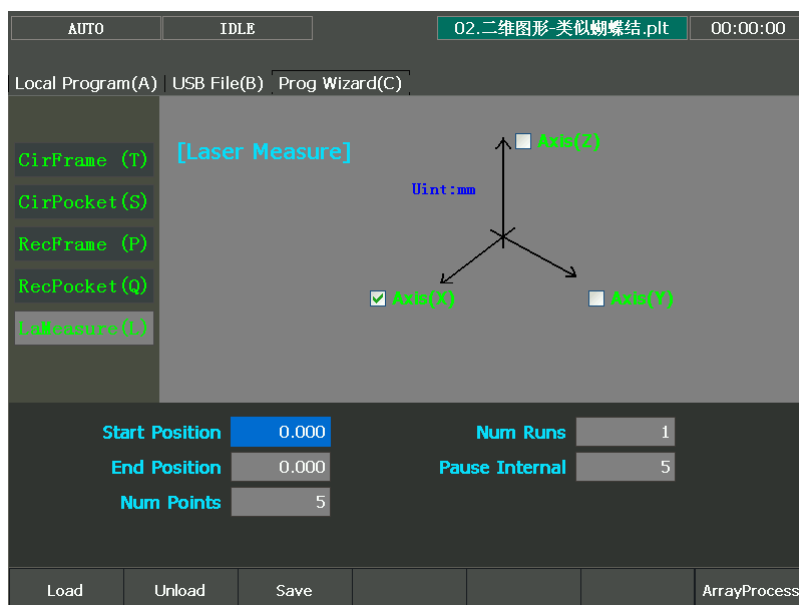 AUTO IDLE 02.二维图形-类似蝴蝶结.plt 00:00:00
Local Program(A) USB File(B) Prog Wizard(C)
CirFrame (T)
CirPocket(S)
RecFrame (P)
RecPocket(Q)
LaMeasure(L)
[Laser Measure]
Axis(Z)
Uint:mm
Axis(X) Axis(Y)
Start Position 0.000 Num Runs 1
End Position 0.000 Pause Internal 5
Num Points 5
Load Unload Save ArrayProcess